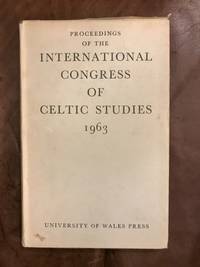 PROCEEDINGS
OF THE
INTERNATIONAL
CONGRESS
OF
CELTIC STUDIES
1963
UNIVERSITY OF WALES PRESS